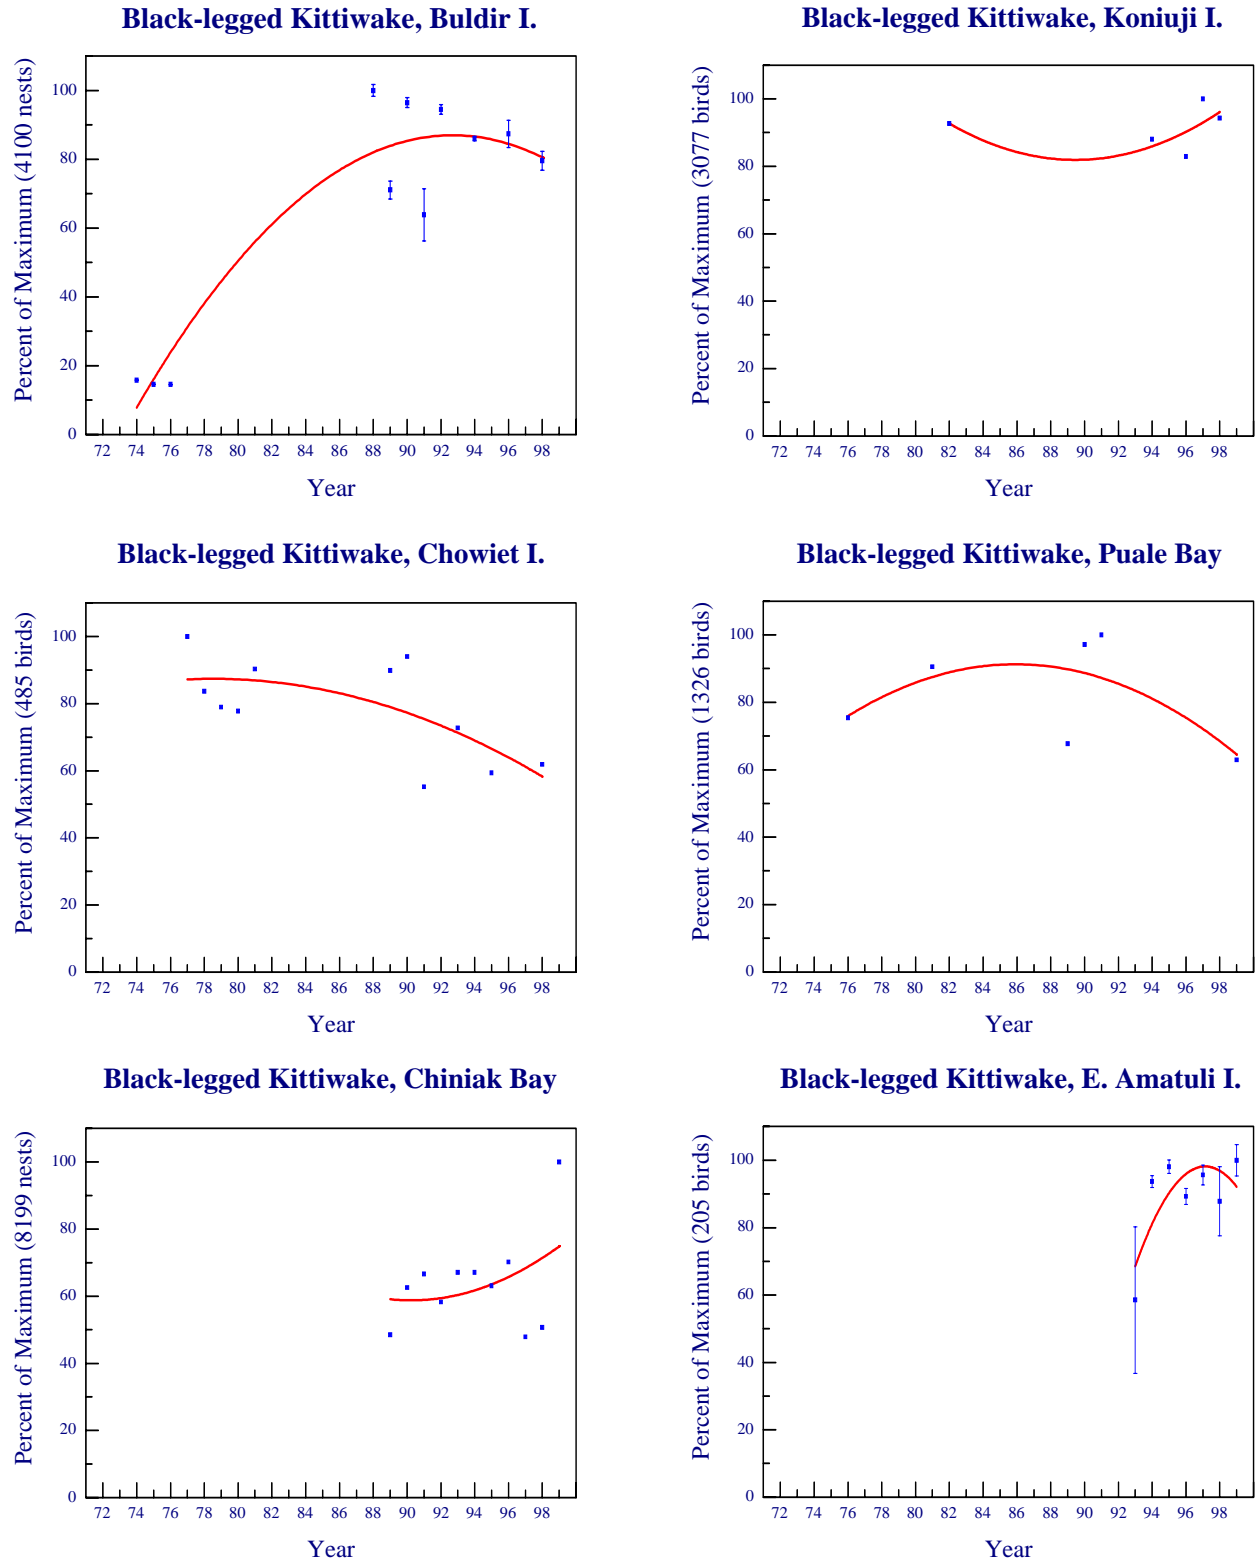 Black-legged Kittiwake, Buldir I.
Percent of Maximum (4100 nests)
100
80
60
40
20
0
72 74 76 78 80 82 84 86 88 90 92 94 96 98
Year
Black-legged Kittiwake, Koniuji I.
Percent of Maximum (3077 birds)
100
80
60
40
20
0
72 74 76 78 80 82 84 86 88 90 92 94 96 98
Year
Black-legged Kittiwake, Chowiet I.
Percent of Maximum (485 birds)
100
80
60
40
20
0
72 74 76 78 80 82 84 86 88 90 92 94 96 98
Year
Black-legged Kittiwake, Puale Bay
Percent of Maximum (1326 birds)
100
80
60
40
20
0
72 74 76 78 80 82 84 86 88 90 92 94 96 98
Year
Black-legged Kittiwake, Chiniak Bay
Percent of Maximum (8199 nests)
100
80
60
40
20
0
72 74 76 78 80 82 84 86 88 90 92 94 96 98
Year
Black-legged Kittiwake, E. Amatuli I.
Percent of Maximum (205 birds)
100
80
60
40
20
0
72 74 76 78 80 82 84 86 88 90 92 94 96 98
Year